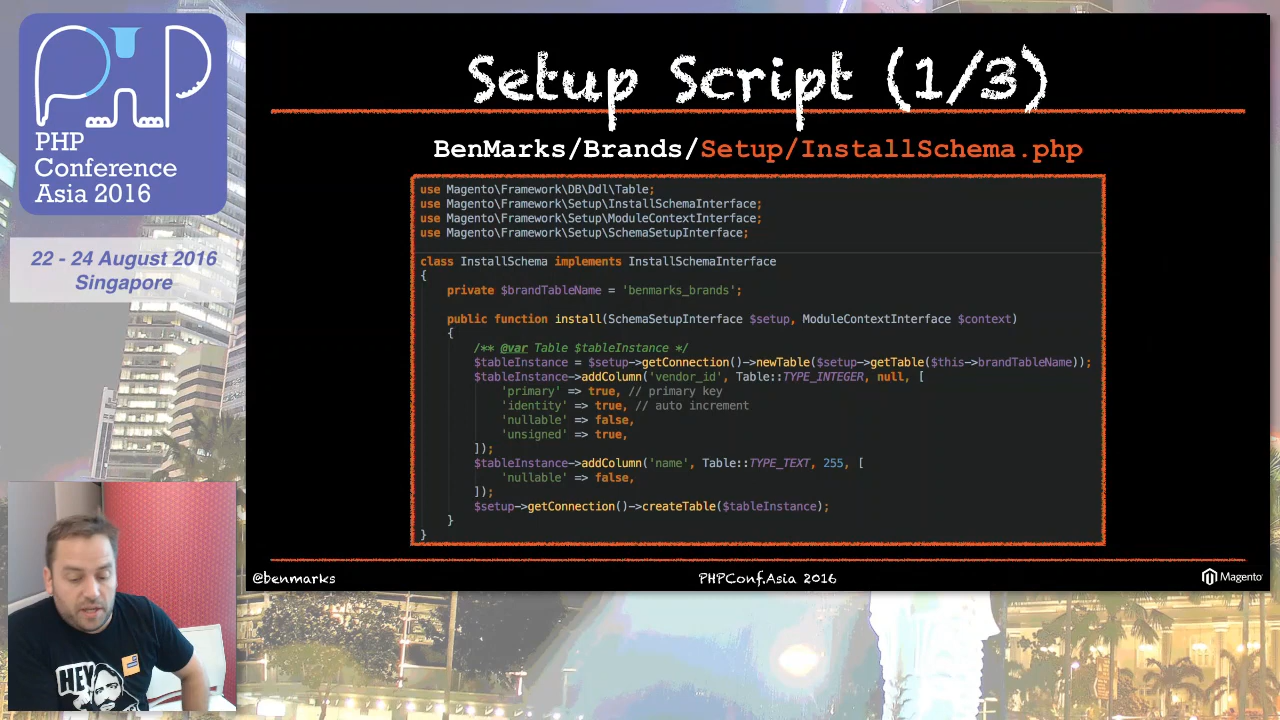 PHP
PHP
Conference
Asia 2016
22 - 24 August 2016
Singapore
Setup Script (1/3)
BenMarks/Brands/Setup/InstallSchema.php
use Magento\Framework\DB\Ddl\Table;
use Magento\Framework\Setup\InstallSchemaInterface;
use Magento\Framework\Setup\ModuleContextInterface;
use Magento\Framework\Setup\SchemaSetupInterface;
class InstallSchema implements InstallSchemaInterface
{
private $brandTableName = 'benmarks_brands';
public function install(SchemaSetupInterface $setup, ModuleContextInterface $context)
{
/** @var Table $tableInstance */
$tableInstance = $setup->getConnection()->newTable($setup->getTable($this->brandTableName));
$tableInstance->addColumn('vendor_id', Table::TYPE_INTEGER, null, [
'primary' => true, // primary key
'identity' => true, // auto increment
'nullable' => false,
'unsigned' => true,
]);
$tableInstance->addColumn('name', Table::TYPE_TEXT, 255, [
'nullable' => false,
]);
$setup->getConnection()->createTable($tableInstance);
}
}
@benmarks
PHPConf.Asia 2016
Magento
HEY